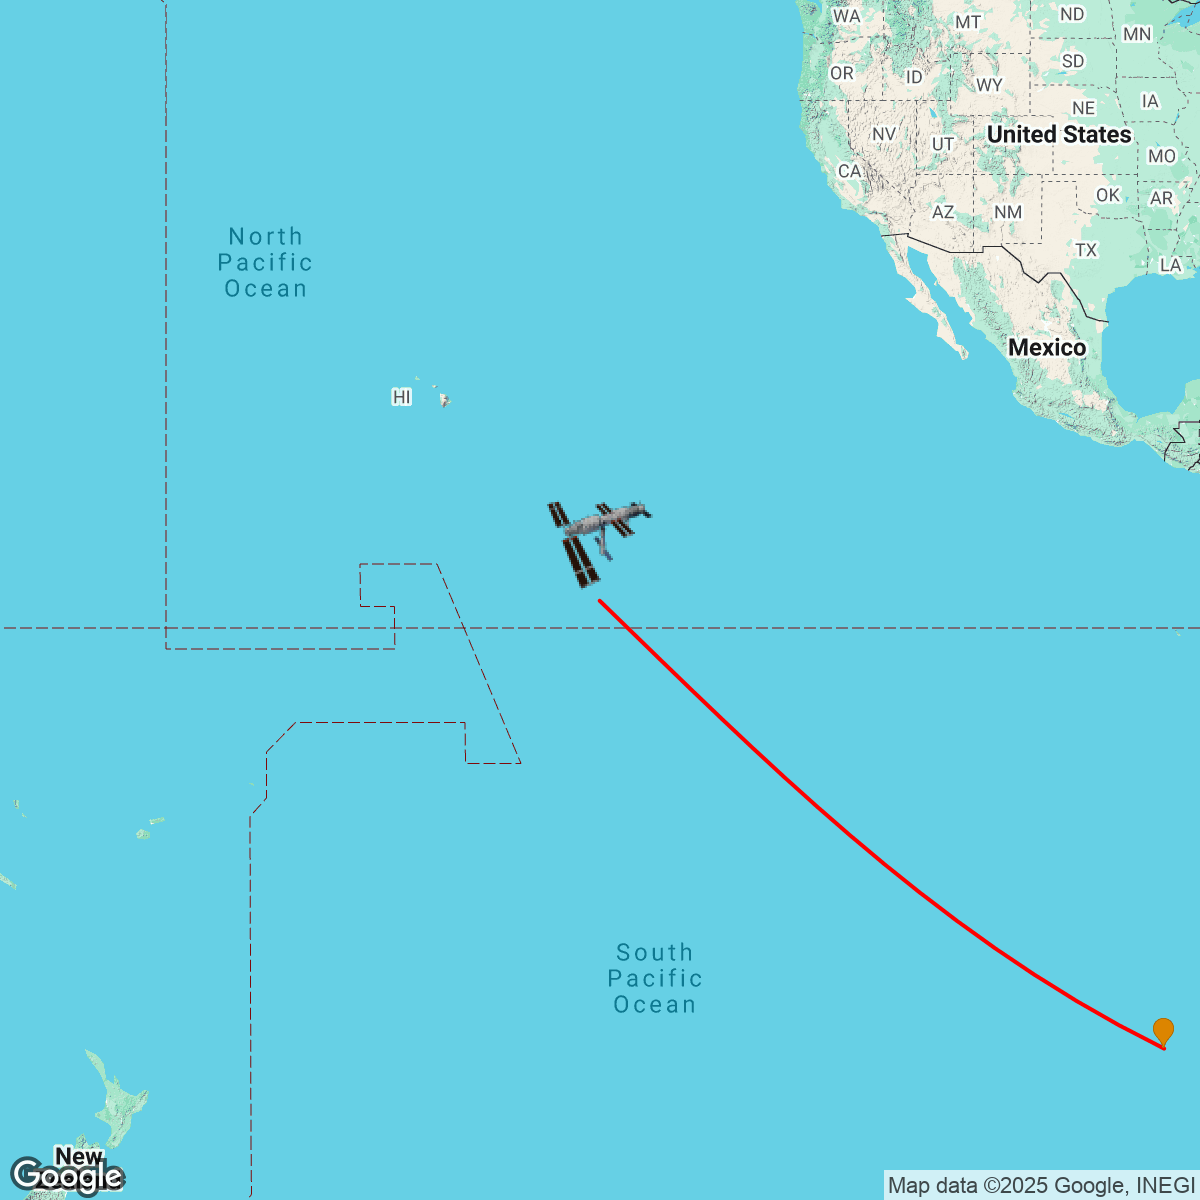 WA
MT
ND
MN
OR
ID
SD
WY
NE
IA
NV
UT
United States
CA
MO
AZ
NM
OK
AR
TX
LA
North
Pacific
Ocean
Mexico
HI
South
Pacific
Ocean
New
Google
Map data ©2025 Google, INEGI